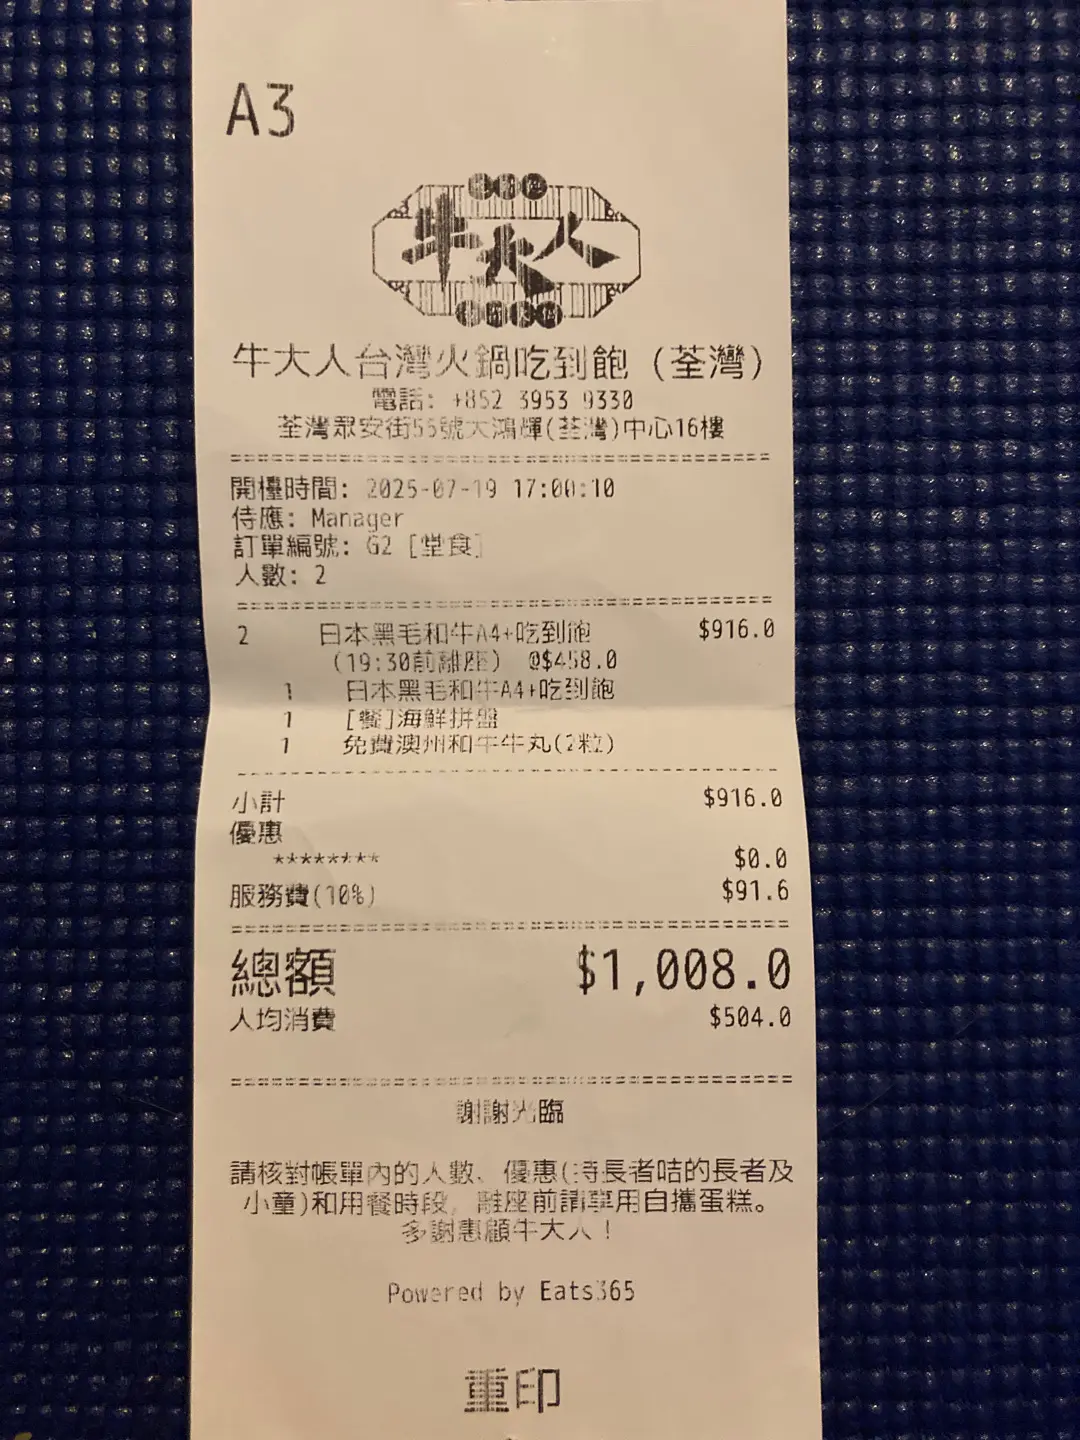 A3
牛大人
牛大人台灣火鍋吃到飽 (荃灣)
電話: +852 3953 9330
荃灣眾安街55號大鴻輝(荃灣)中心16樓
開檯時間: 2025-07-19 17:00:10
侍應: Manager
訂單編號: G2 [堂食]
人數: 2
2 日本黑毛和牛A4+吃到飽 $916.0
(19:30前離座) @$458.0
1 日本黑毛和牛A4+吃到飽
1 [餐]海鮮拼盤
1 免費澳州和牛牛丸(2粒)
小計 $916.0
優惠
******** $0.0
服務費(10%) $91.6
總額 $1,008.0
人均消費 $504.0
謝謝光臨
請核對帳單內的人數、優惠(持長者咭的長者及
小童)和用餐時段, 離座前請享用自攜蛋糕。
多謝惠顧牛大人！
Powered by Eats365
重印